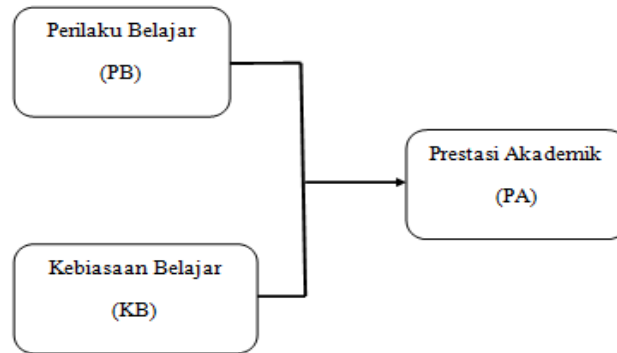 Perilaku Belajar
(PB)
Prestasi Akademik
(PA)
Kebiasaan Belajar
(KB)